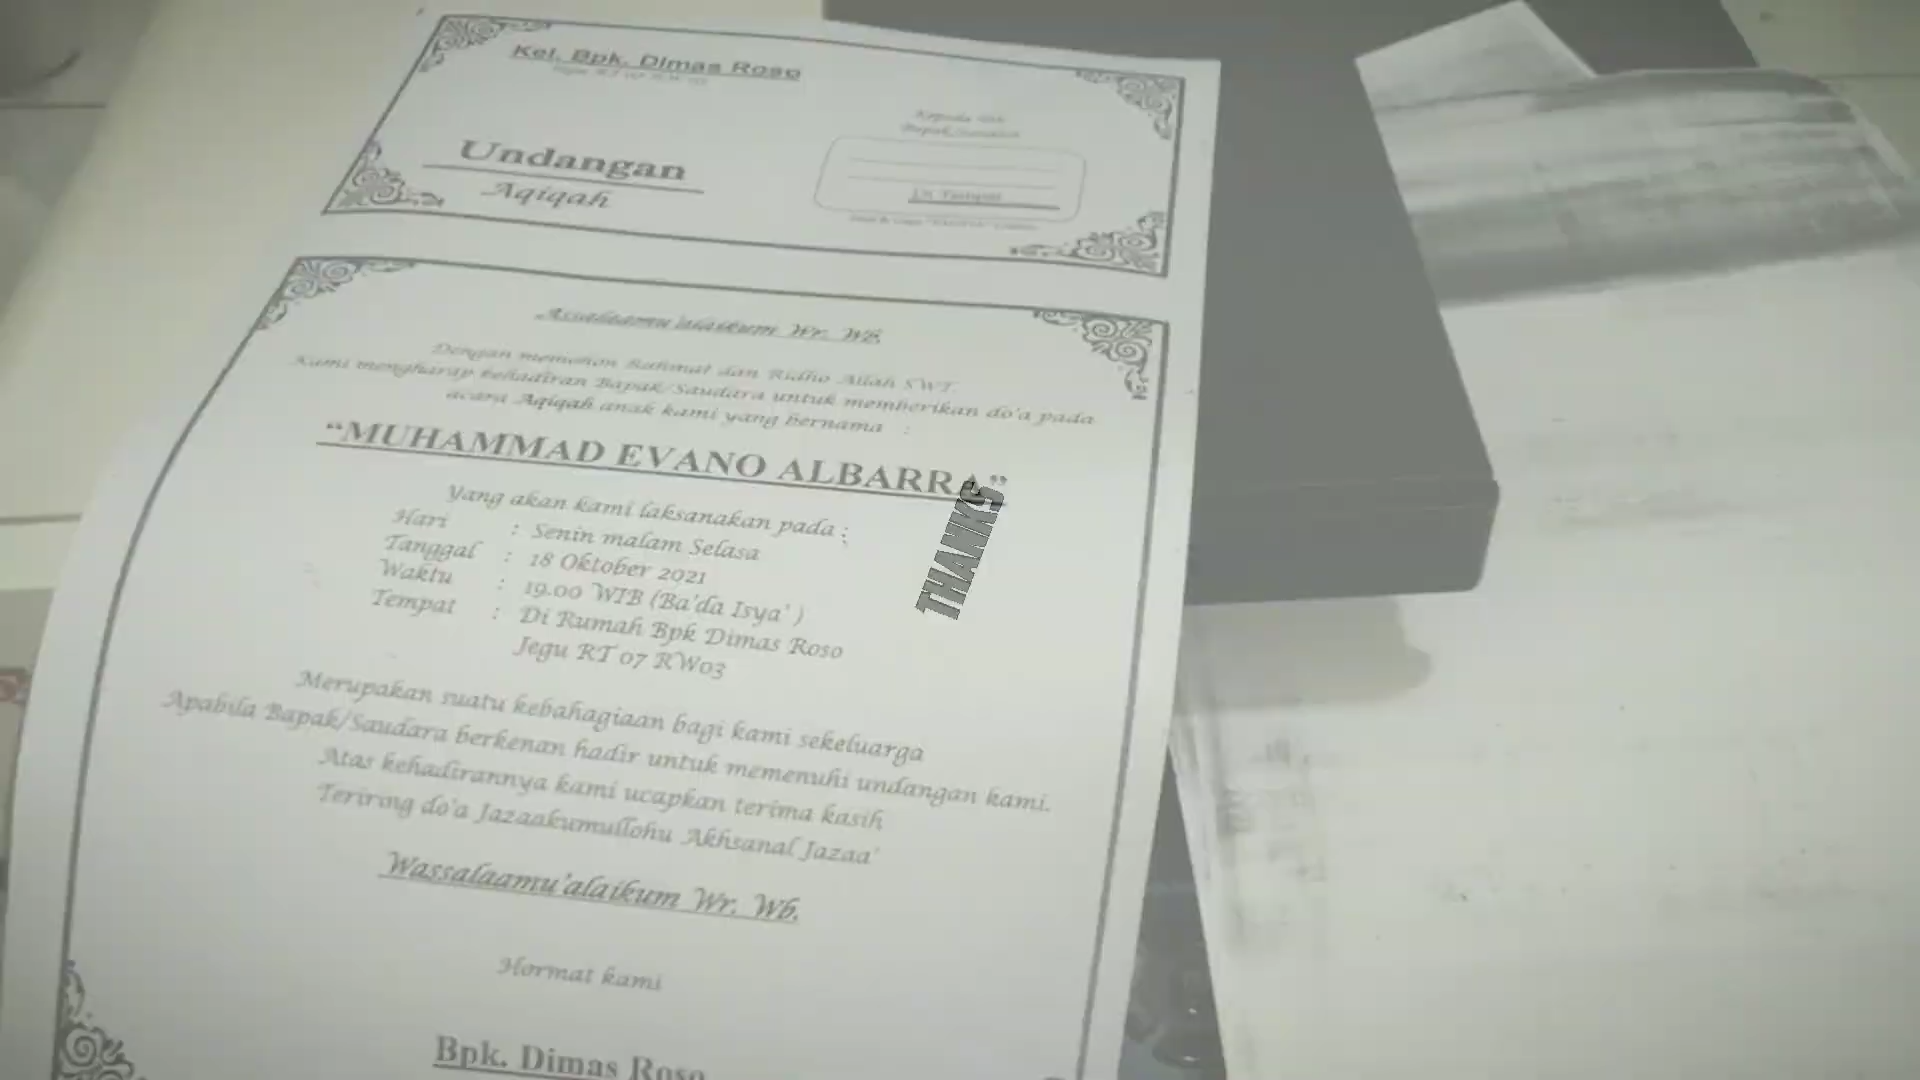 Kel. Bpk. Dimas Roso
Undangan
Aqiqah
Kepada Yth
Bapak/Saudara
Di Tempat
Assalaamu'alaikum Wr. Wb.
Dengan memohon Rahmat dan Ridho Allah SWT.
Kami mengharap kehadiran Bapak/Saudara untuk memberikan do'a pada
acara Aqiqah anak kami yang bernama :
“MUHAMMAD EVANO ALBARRA”
Yang akan kami laksanakan pada :
Hari : Senin malam Selasa
Tanggal : 18 Oktober 2021
Waktu : 19.00 WIB (Ba'da Isya' )
Tempat : Di Rumah Bpk Dimas Roso
Jegu RT 07 RW03
THANKS
Merupakan suatu kebahagiaan bagi kami sekeluarga
Apabila Bapak/Saudara berkenan hadir untuk memenuhi undangan kami.
Atas kehadirannya kami ucapkan terima kasih
Teriring do'a Jazaakumullohu Akhsanal Jazaa'
Wassalaamu'alaikum Wr. Wb.
Hormat kami
Bpk. Dimas Roso